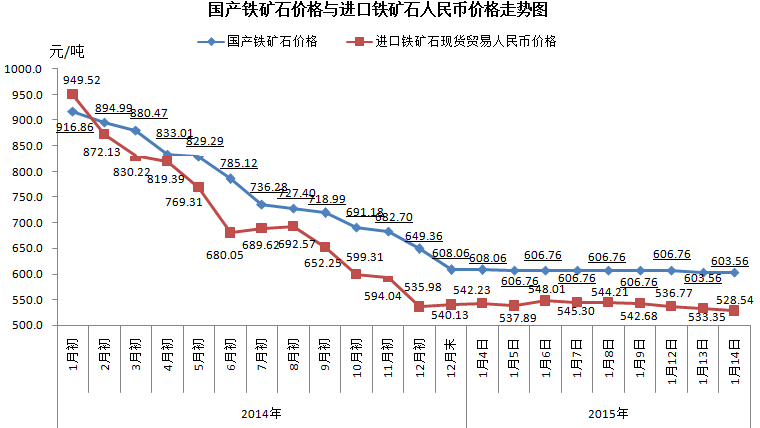 国产铁矿石价格与进口铁矿石人民币价格走势图
元/吨
国产铁矿石价格 进口铁矿石现货贸易人民币价格
1000.0
950.0
900.0
850.0
800.0
750.0
700.0
650.0
600.0
550.0
500.0
916.86 894.99 880.47 833.01 829.29 785.12 736.28 727.40 718.99 691.18 682.70 649.36 608.06 608.06 606.76 606.76 606.76 606.76 606.76 606.76 603.56 603.56
949.52 872.13 830.22 819.39 769.31 680.05 689.62 692.57 652.25 599.31 594.04 535.98 540.13 542.23 537.89 548.01 545.30 544.21 542.68 536.77 533.35 528.54
1月初 2月初 3月初 4月初 5月初 6月初 7月初 8月初 9月初 10月初 11月初 12月初 12月末 1月4日 1月5日 1月6日 1月7日 1月8日 1月9日 1月12日 1月13日 1月14日
2014年 2015年